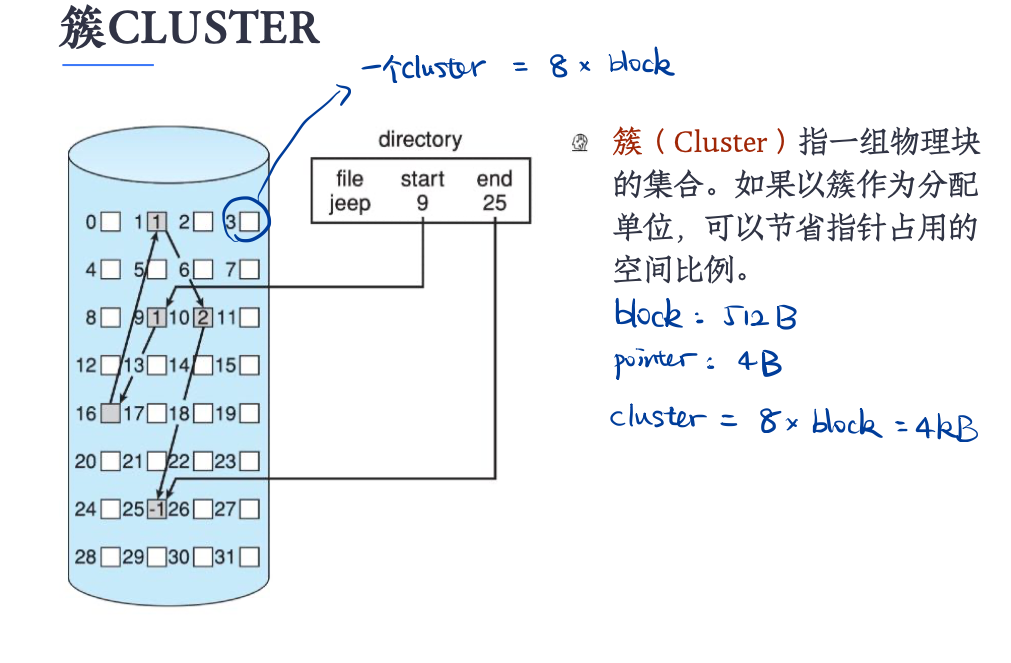 簇CLUSTER
一个cluster = 8 × block
directory
file start end
jeep 9 25
0 1 1 2 3
4 5 6 7
8 9 1 10 2 11
12 13 14 15
16 17 18 19
20 21 22 23
24 25 -1 26 27
28 29 30 31
簇（Cluster）指一组物理块
的集合。如果以簇作为分配
单位，可以节省指针占用的
空间比例。
block : 512B
pointer : 4B
cluster = 8 × block = 4kB